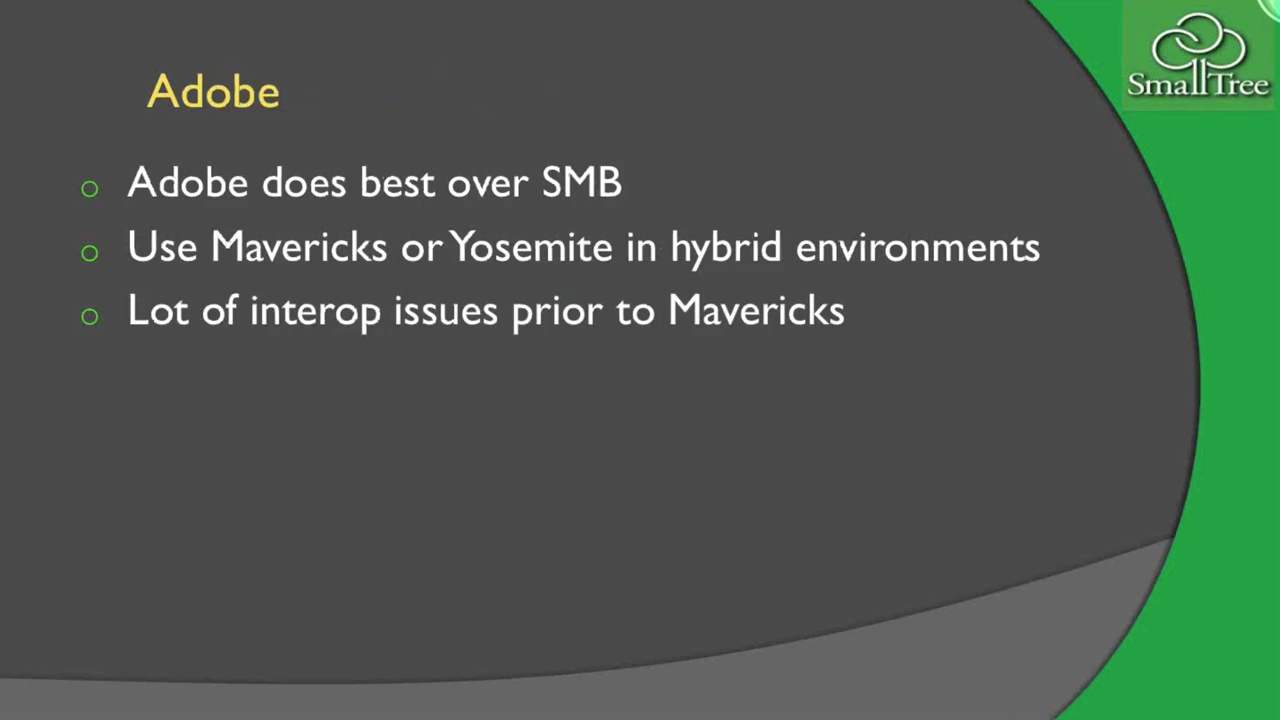 SmallTree
Adobe
Adobe does best over SMB
Use Mavericks or Yosemite in hybrid environments
Lot of interop issues prior to Mavericks